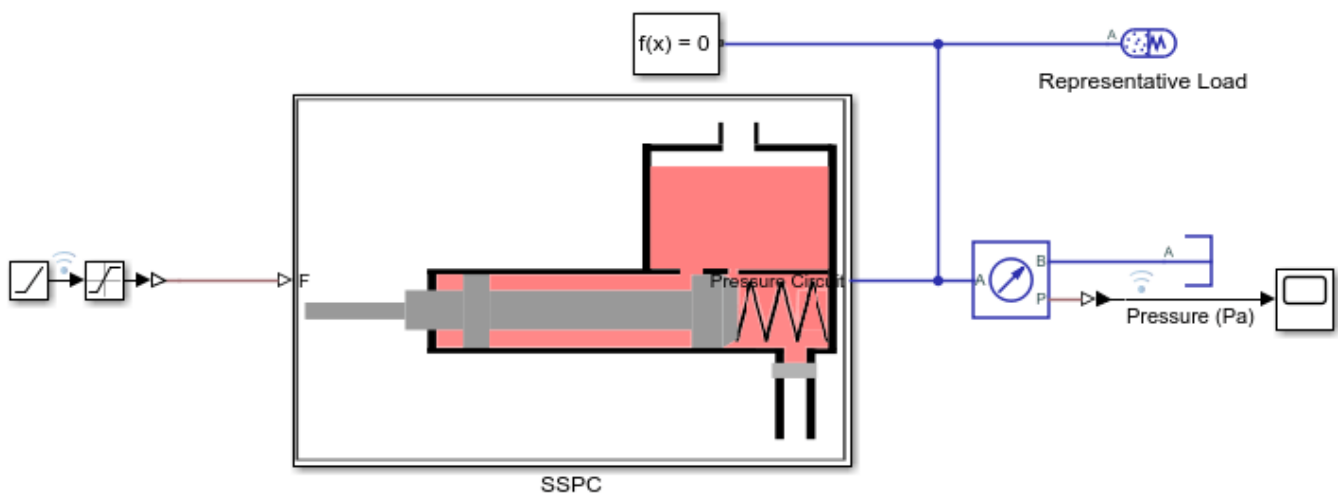 f(x) = 0
A
Representative Load
F
Pressure Circuit
A
B
A
P
Pressure (Pa)
SSPC